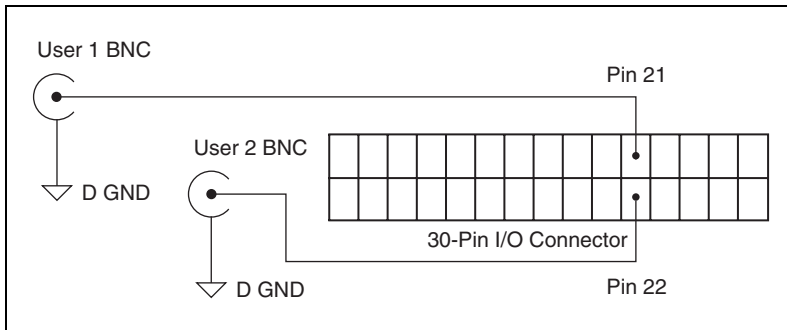 User 1 BNC
Pin 21
User 2 BNC
D GND
30-Pin I/O Connector
D GND
Pin 22